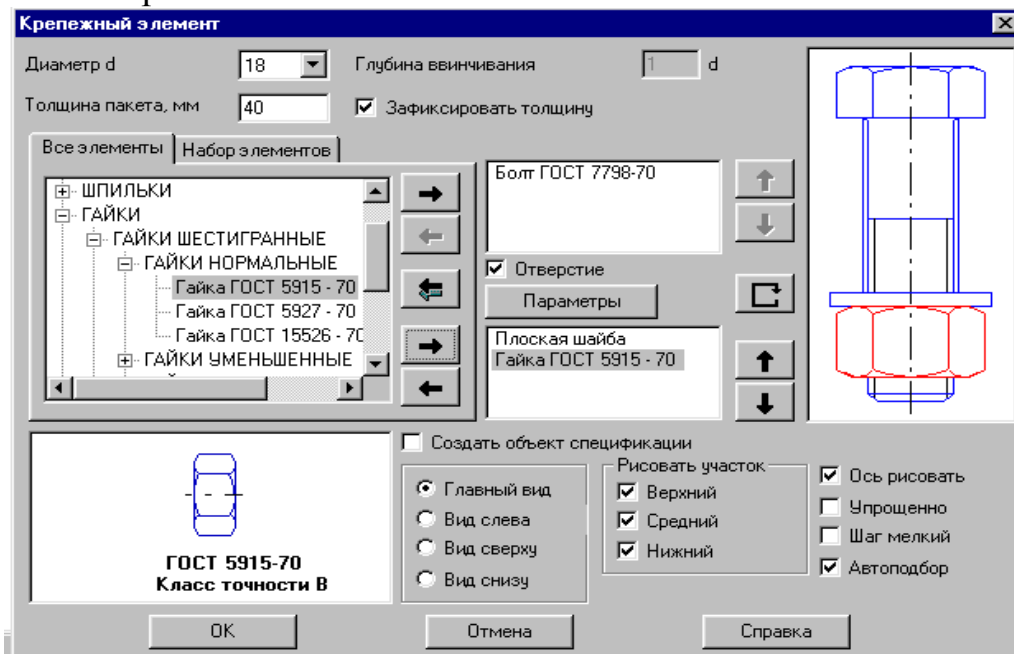 Крепежный элемент
Диаметр d 18 Глубина ввинчивания 1 d
Толщина пакета, мм 40 Зафиксировать толщину
Все элементы Набор элементов
ШПИЛЬКИ
ГАЙКИ
ГАЙКИ ШЕСТИГРАННЫЕ
ГАЙКИ НОРМАЛЬНЫЕ
Гайка ГОСТ 5915 - 70
Гайка ГОСТ 5927 - 70
Гайка ГОСТ 15526 - 70
ГАЙКИ УМЕНЬШЕННЫЕ
Болт ГОСТ 7798-70
Отверстие
Параметры
Плоская шайба
Гайка ГОСТ 5915 - 70
ГОСТ 5915-70
Класс точности В
Создать объект спецификации
Главный вид
Вид слева
Вид сверху
Вид снизу
Рисовать участок
Верхний
Средний
Нижний
Ось рисовать
Упрощенно
Шаг мелкий
Автоподбор
OK Отмена Справка